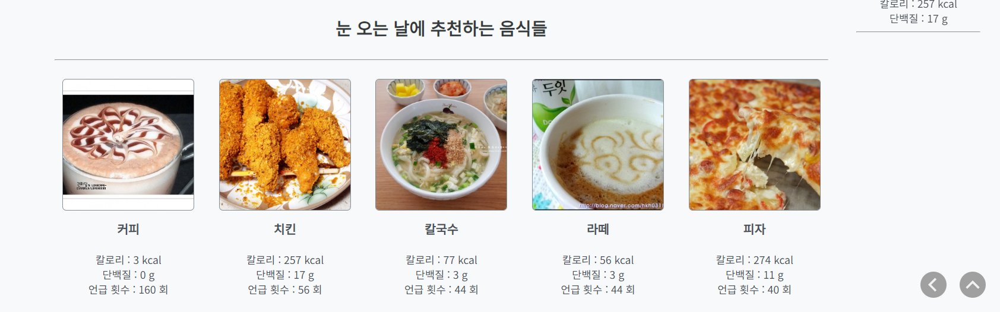 칼로리 : 257 kcal
단백질 : 17 g
눈 오는 날에 추천하는 음식들
두잇
http://blog.naver.com/hkh031
커피
치킨
칼국수
라떼
피자
칼로리 : 3 kcal
칼로리 : 257 kcal
칼로리 : 77 kcal
칼로리 : 56 kcal
칼로리 : 274 kcal
단백질 : 0 g
단백질 : 17 g
단백질 : 3 g
단백질 : 3 g
단백질 : 11 g
언급 횟수 : 160 회
언급 횟수 : 56 회
언급 횟수 : 44 회
언급 횟수 : 44 회
언급 횟수 : 40 회